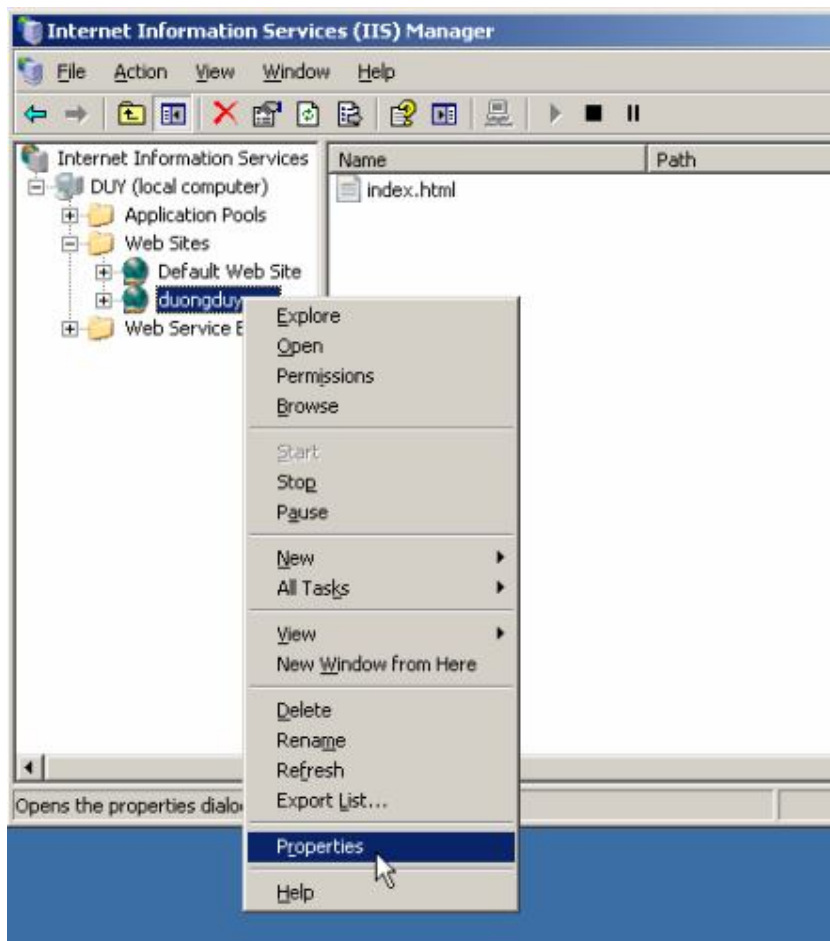 Internet Information Services (IIS) Manager
File Action View Window Help
Internet Information Services
DUY (local computer)
Application Pools
Web Sites
Default Web Site
duongduy
Web Service
Name Path
index.html
Explore
Open
Permissions
Browse
Start
Stop
Pause
New
All Tasks
View
New Window from Here
Delete
Rename
Refresh
Export List...
Properties
Help
Opens the properties